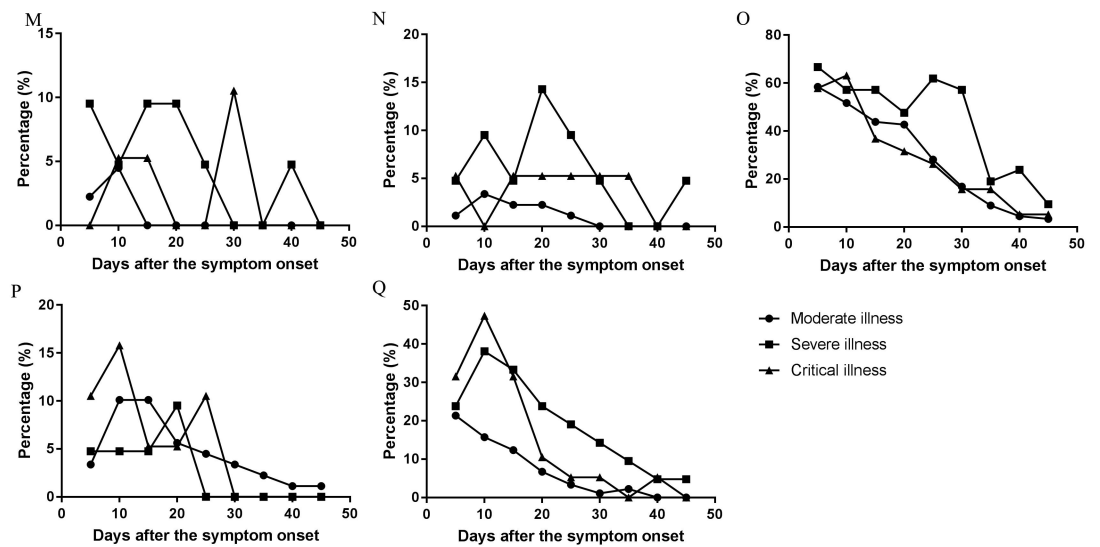 M
15
10
5
0
Percentage (%)
0 10 20 30 40 50
Days after the symptom onset
N
20
15
10
5
0
Percentage (%)
0 10 20 30 40 50
Days after the symptom onset
O
80
60
40
20
0
Percentage (%)
0 10 20 30 40 50
Days after the symptom onset
P
20
15
10
5
0
Percentage (%)
0 10 20 30 40 50
Days after the symptom onset
Q
50
40
30
20
10
0
Percentage (%)
0 10 20 30 40 50
Days after the symptom onset
Moderate illness
Severe illness
Critical illness